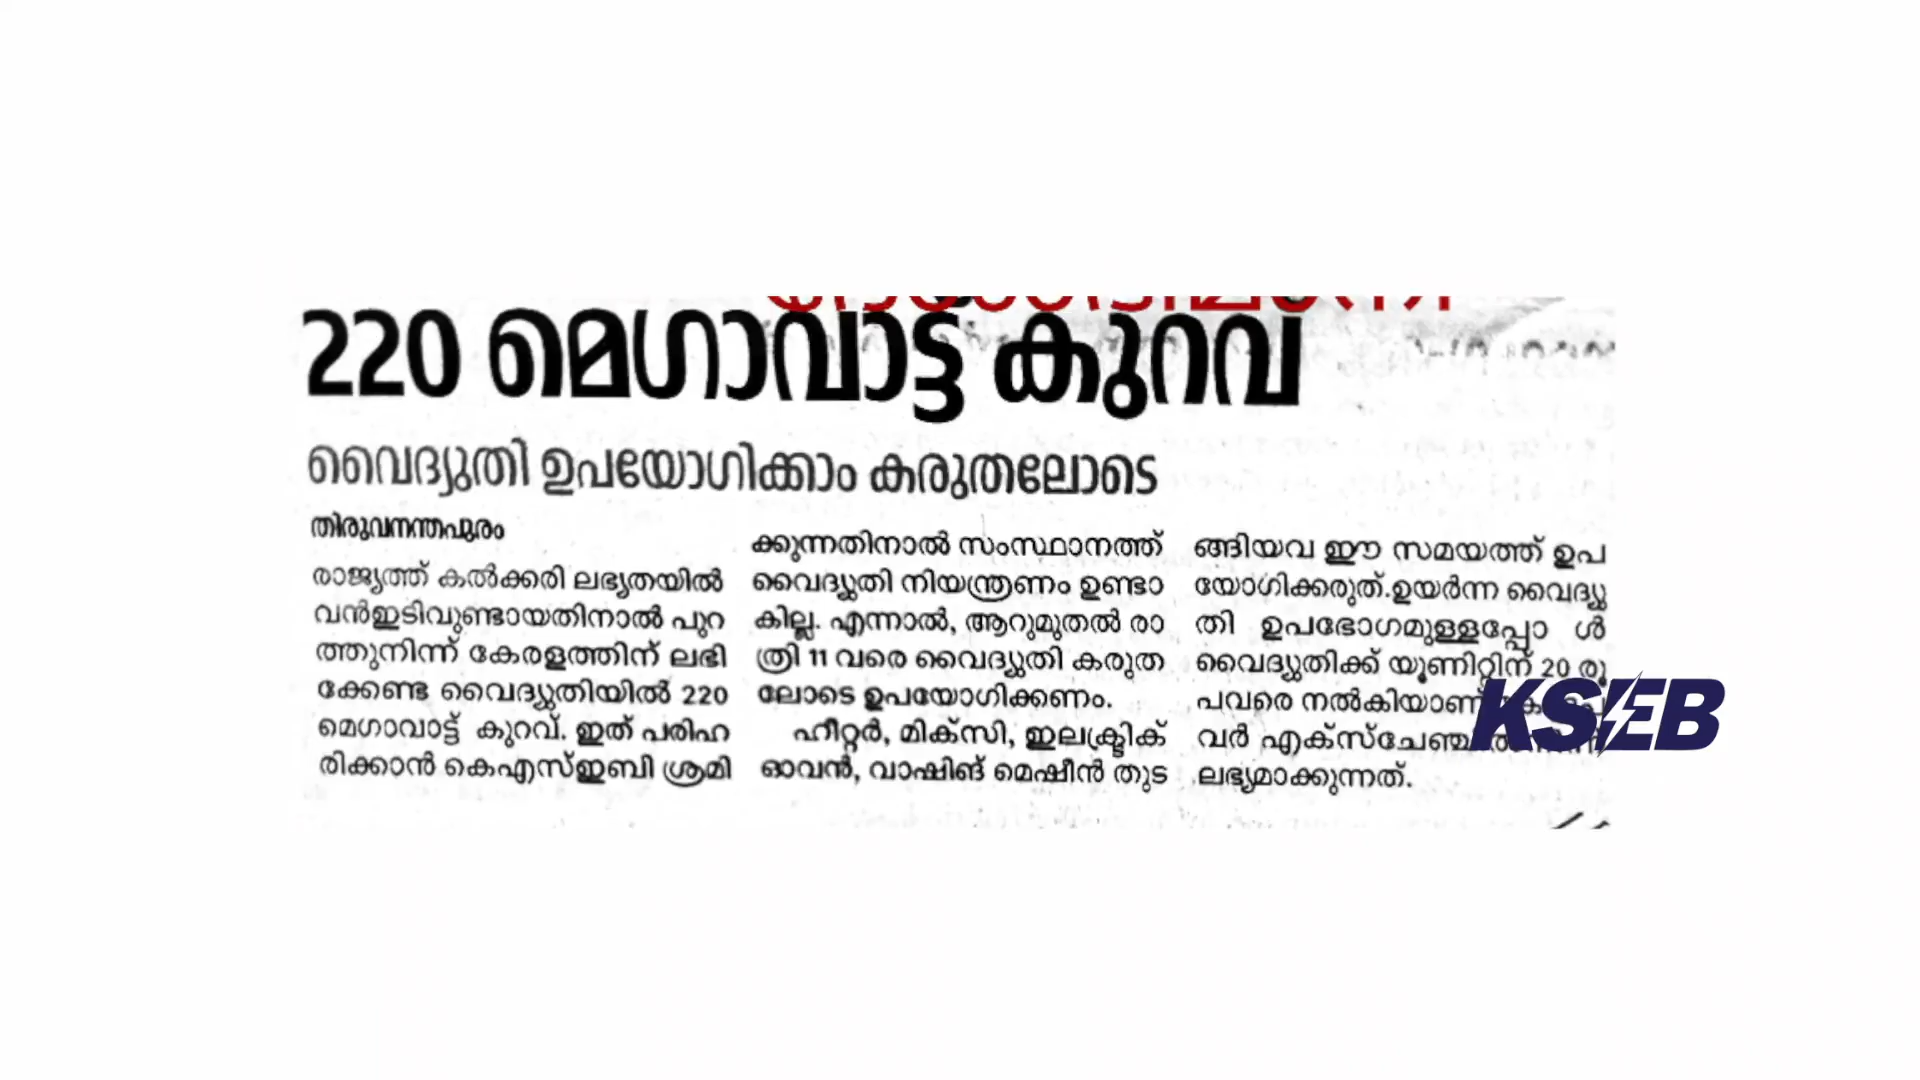 220 മെഗാവാട്ട് കുറവ്
വൈദ്യുതി ഉപയോഗിക്കാം കരുതലോടെ
തിരുവനന്തപുരം
രാജ്യത്ത് കൽക്കരി ലഭ്യതയിൽ
വൻഇടിവുണ്ടായതിനാൽ പുറ
ത്തുനിന്ന് കേരളത്തിന് ലഭി
ക്കേണ്ട വൈദ്യുതിയിൽ 220
മെഗാവാട്ട് കുറവ്. ഇത് പരിഹ
രിക്കാൻ കെഎസ്ഇബി ശ്രമി
ക്കുന്നതിനാൽ സംസ്ഥാനത്ത്
വൈദ്യുതി നിയന്ത്രണം ഉണ്ടാ
കില്ല. എന്നാൽ, ആറുമുതൽ രാ
ത്രി 11 വരെ വൈദ്യുതി കരുത
ലോടെ ഉപയോഗിക്കണം.
ഹീറ്റർ, മിക്സി, ഇലക്ട്രിക്
ഓവൻ, വാഷിങ് മെഷീൻ തുട
ങ്ങിയവ ഈ സമയത്ത് ഉപ
യോഗിക്കരുത്.ഉയർന്ന വൈദ്യു
തി ഉപഭോഗമുള്ളപ്പോ ൾ
വൈദ്യുതിക്ക് യൂണിറ്റിന് 20 രൂ
പവരെ നൽകിയാണ്
വർ
ലഭ്യമാക്കുന്നത്.
KSEB